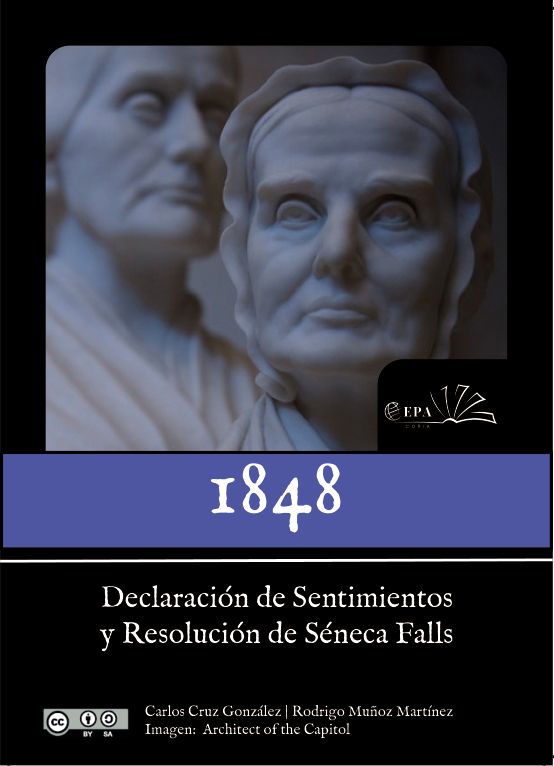 EPA
CORIA
1848
Declaración de Sentimientos
y Resolución de Séneca Falls
Carlos Cruz González | Rodrigo Muñoz Martínez
Imagen: Architect of the Capitol
cc
BY SA